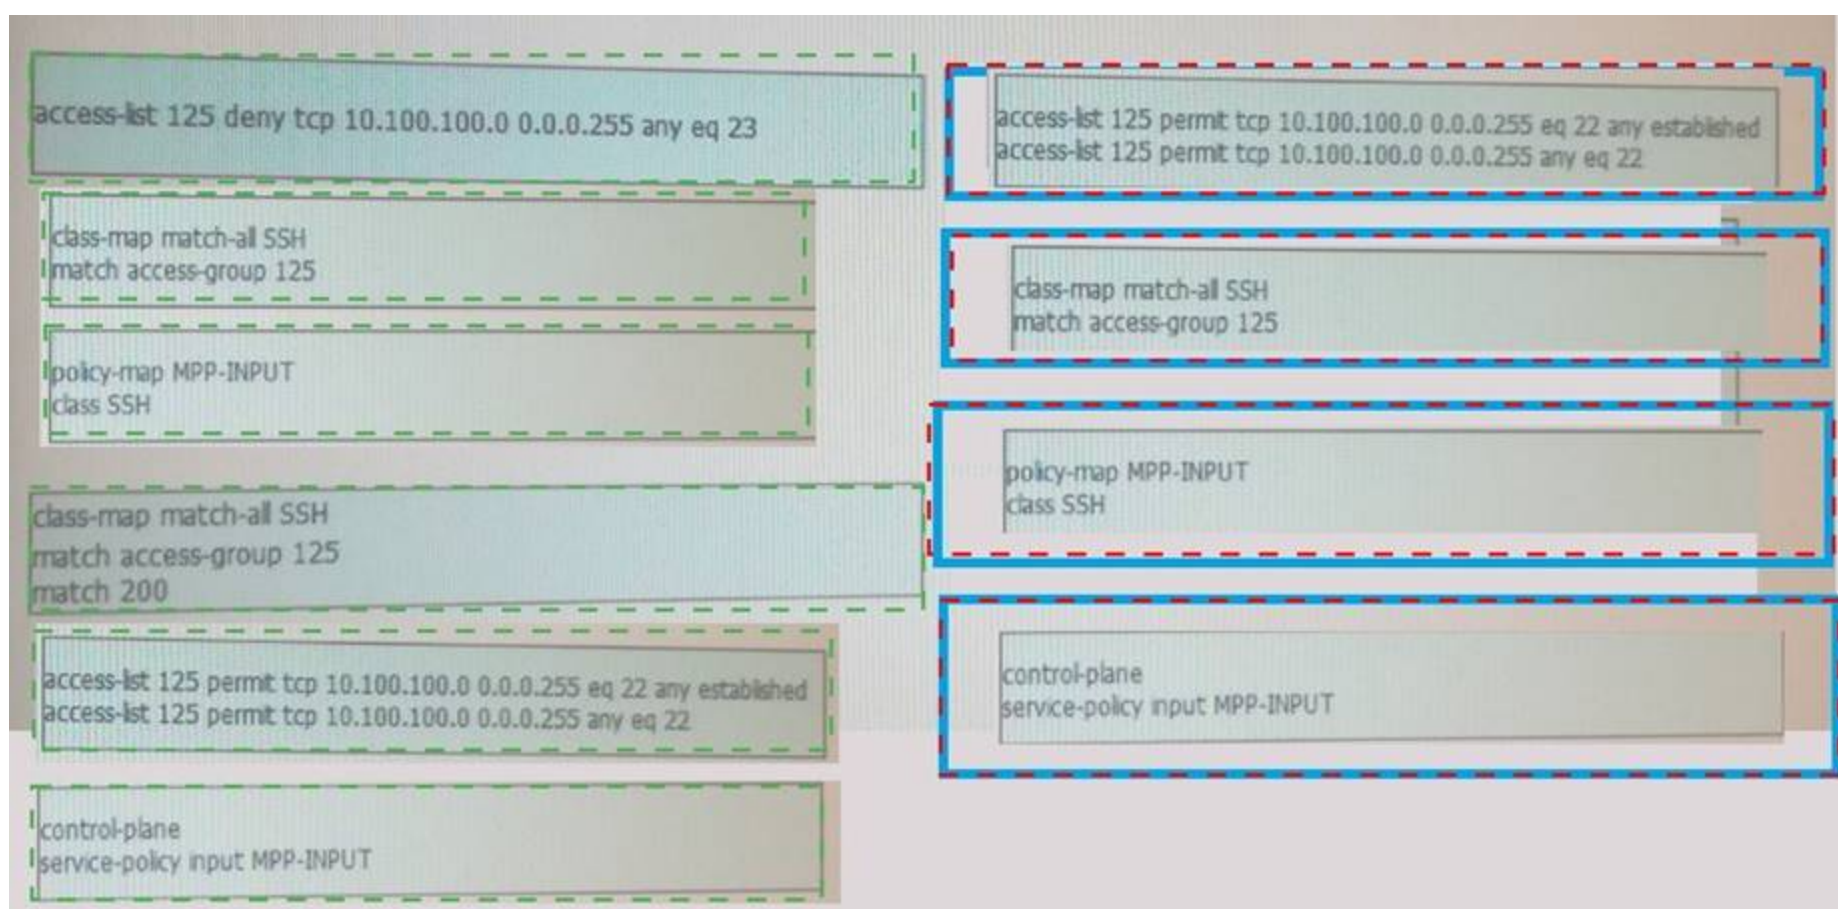 access-list 125 deny tcp 10.100.100.0 0.0.0.255 any eq 23
class-map match-all SSH
match access-group 125
policy-map MPP-INPUT
class SSH
class-map match-all SSH
match access-group 125
match 200
access-list 125 permit tcp 10.100.100.0 0.0.0.255 eq 22 any established
access-list 125 permit tcp 10.100.100.0 0.0.0.255 any eq 22
control-plane
service-policy input MPP-INPUT
access-list 125 permit tcp 10.100.100.0 0.0.0.255 eq 22 any established
access-list 125 permit tcp 10.100.100.0 0.0.0.255 any eq 22
class-map match-all SSH
match access-group 125
policy-map MPP-INPUT
class SSH
control-plane
service-policy input MPP-INPUT